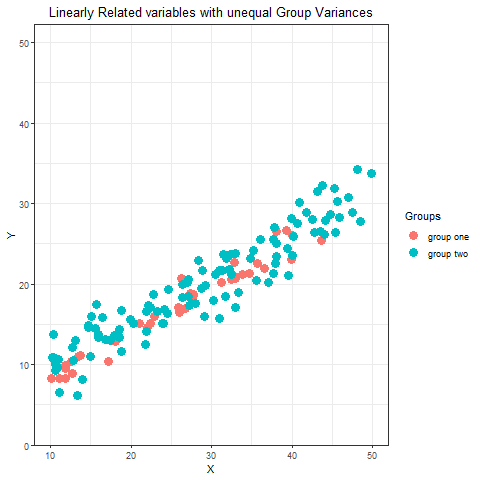 Linearly Related variables with unequal Group Variances
50
40
30
20
10
0
Y
10 20 30 40 50
X
Groups
group one
group two